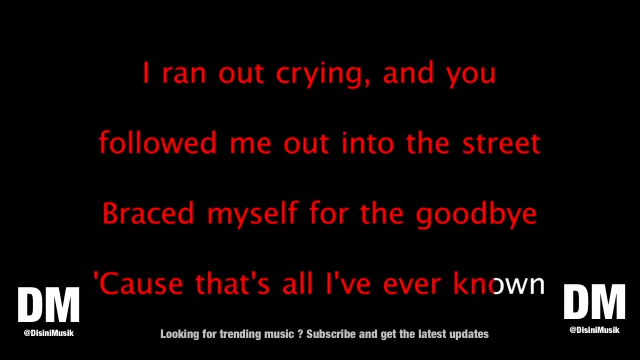 I ran out crying, and you
followed me out into the street
Braced myself for the goodbye
'Cause that's all I've ever known
DM
@DisiniMusik
DM
@DisiniMusik
Looking for trending music ? Subscribe and get the latest updates